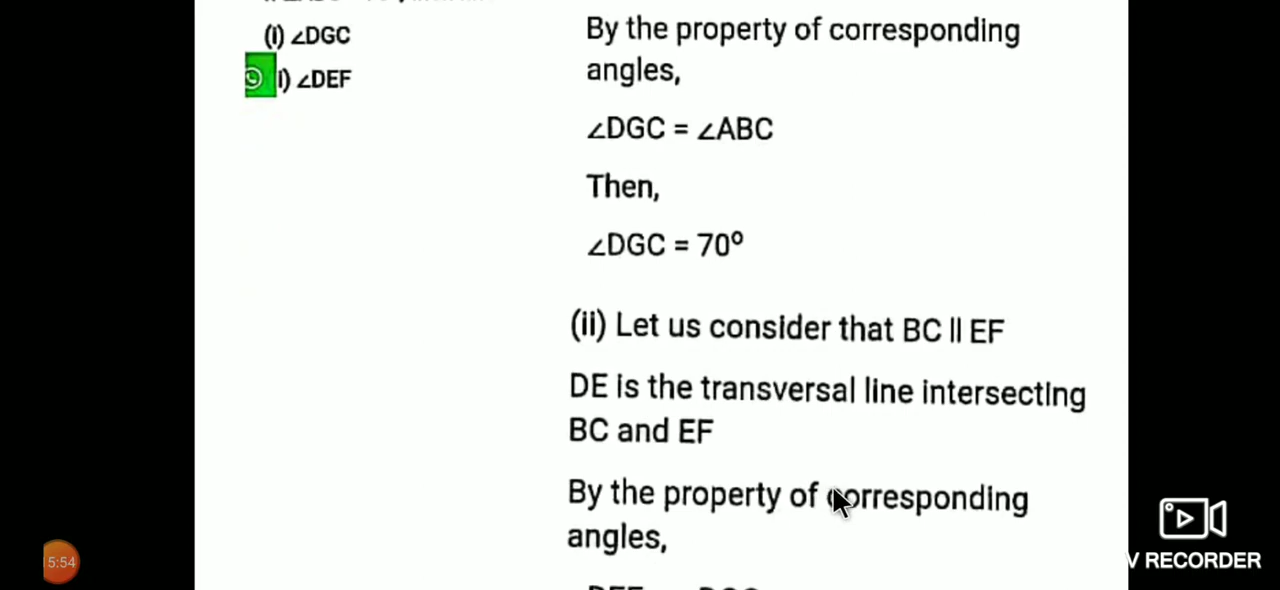 (i) ∠DGC
i) ∠DEF
By the property of corresponding
angles,
∠DGC = ∠ABC
Then,
∠DGC = 70⁰
(ii) Let us consider that BC ll EF
DE is the transversal line intersecting
BC and EF
By the property of corresponding
angles,
V RECORDER
5:54